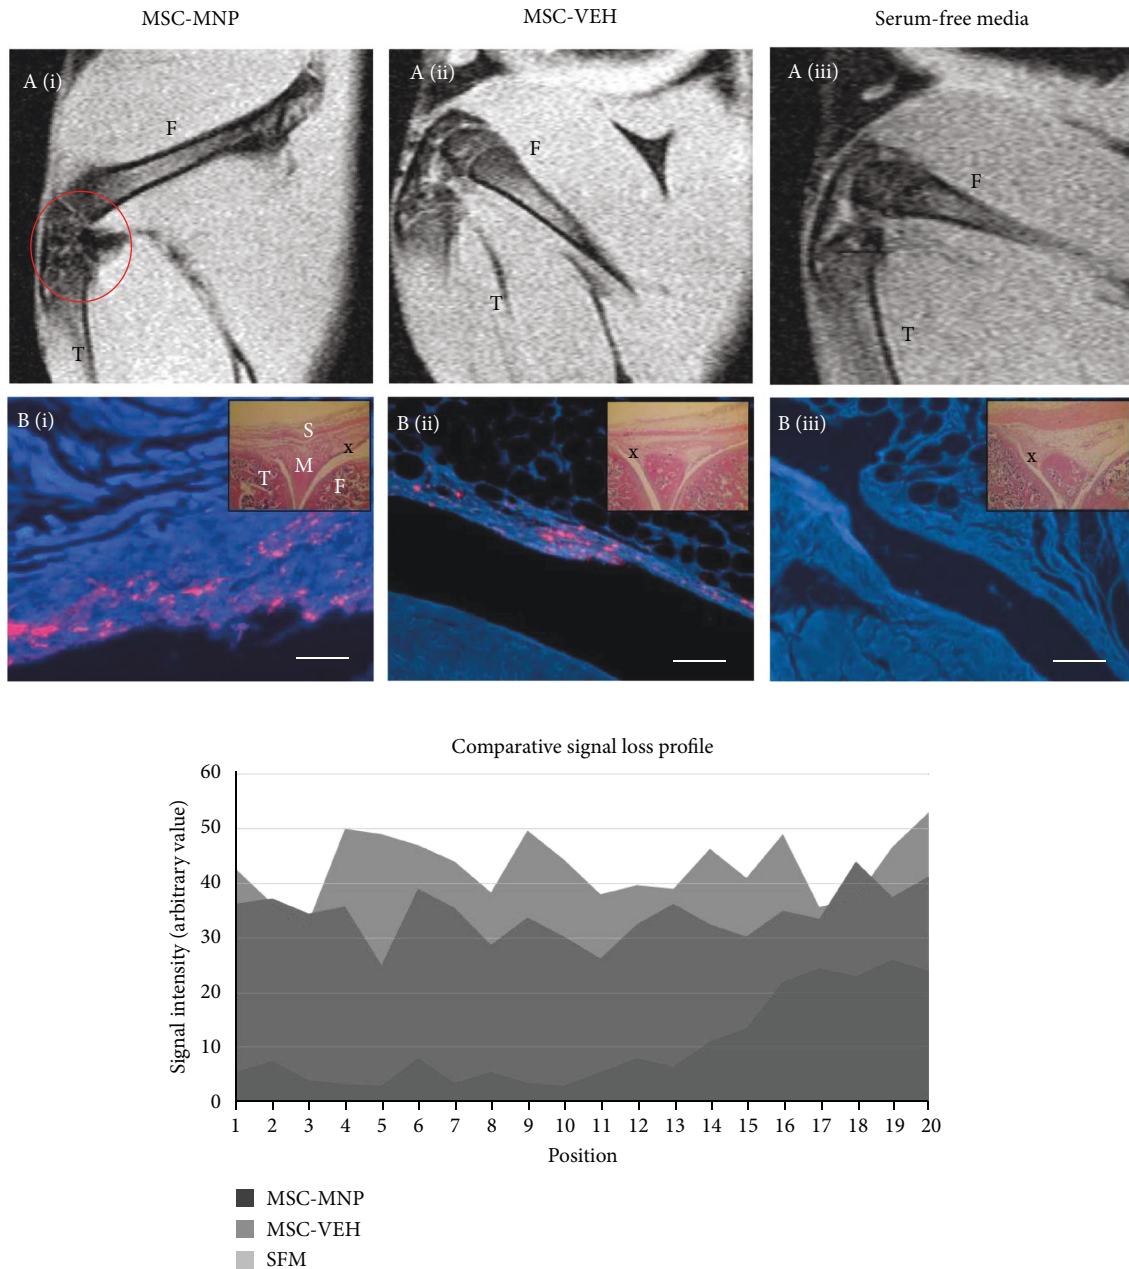 MSC-MNP
MSC-VEH
Serum-free media
A (i)
F
T
A (ii)
F
T
A (iii)
F
T
B (i)
S
x
M
T
F
B (ii)
x
B (iii)
x
Comparative signal loss profile
Signal intensity (arbitrary value)
60
50
40
30
20
10
0
1 2 3 4 5 6 7 8 9 10 11 12 13 14 15 16 17 18 19 20
Position
MSC-MNP
MSC-VEH
SFM